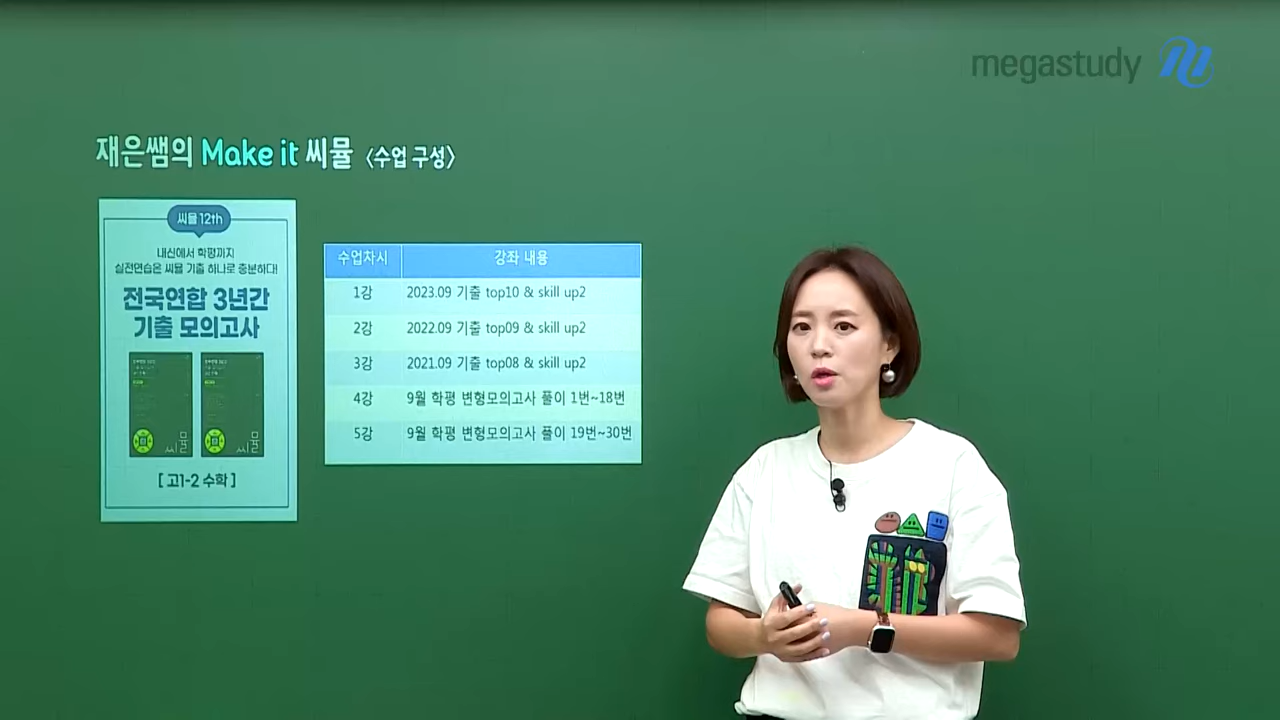 megastudy
재은쌤의 Make it 씨뮬 <수업 구성>
씨뮬 12th
내신에서 학평까지
실전연습은 씨뮬 기출 하나로 충분하다!
전국연합 3년간
기출 모의고사
씨뮬 씨뮬
[ 고1-2 수학 ]
수업차시 강좌 내용
1강 2023.09 기출 top10 & skill up2
2강 2022.09 기출 top09 & skill up2
3강 2021.09 기출 top08 & skill up2
4강 9월 학평 변형모의고사 풀이 1번~18번
5강 9월 학평 변형모의고사 풀이 19번~30번